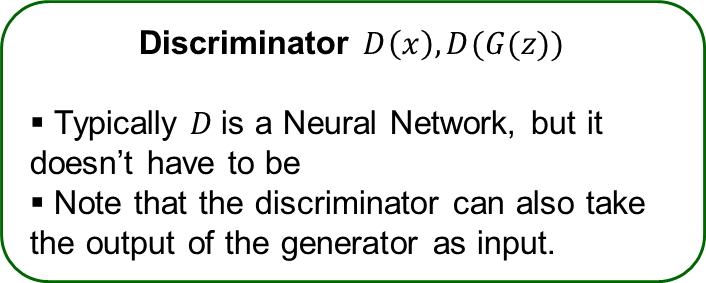 Discriminator D(x), D(G(z))
▪ Typically D is a Neural Network, but it
doesn’t have to be
▪ Note that the discriminator can also take
the output of the generator as input.